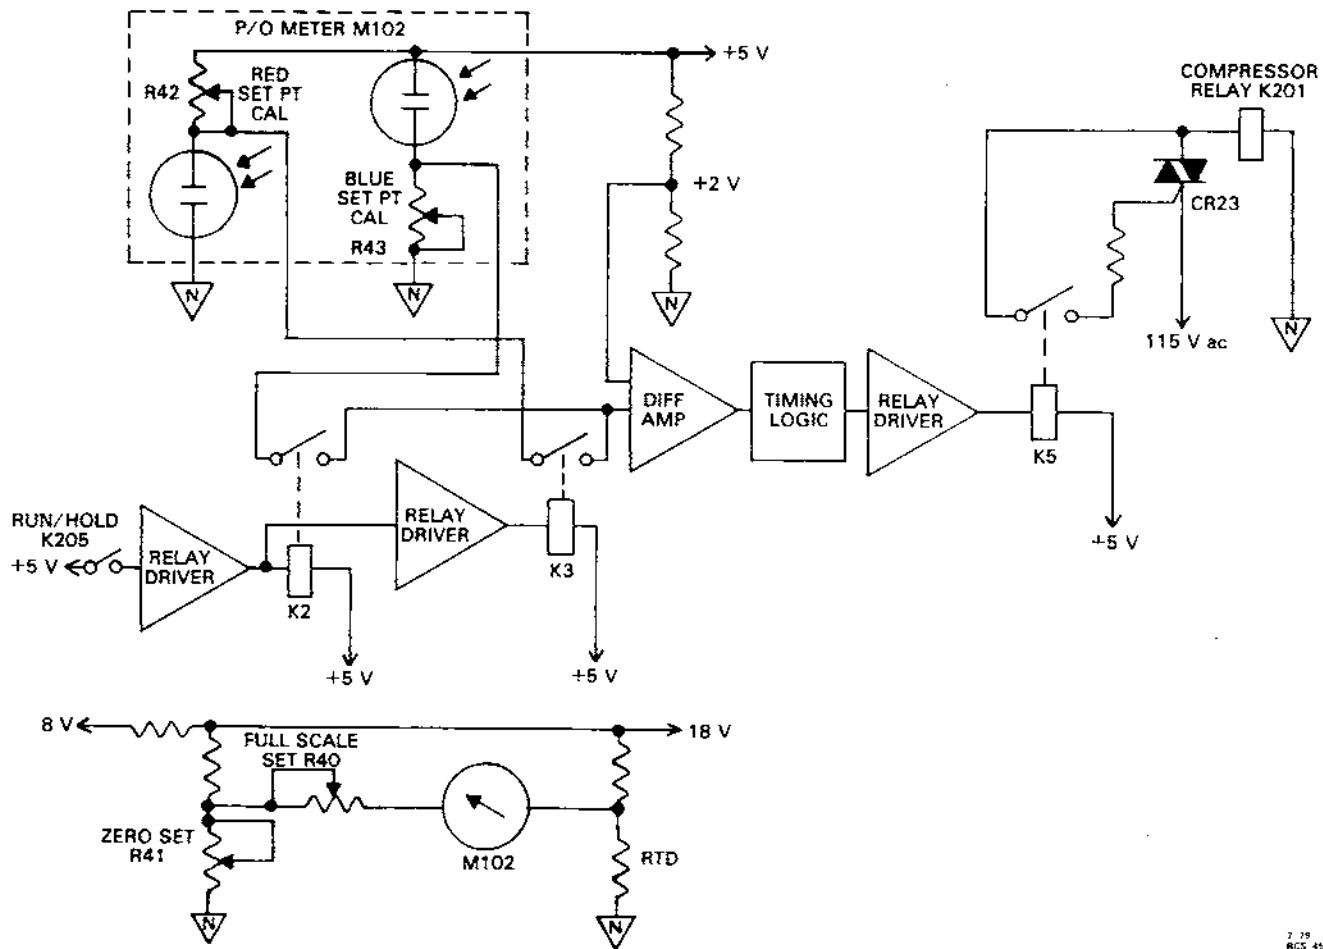 P/O METER M102
+5 V
R42
RED
SET PT
CAL
BLUE
SET PT
CAL
R43
N
N
+2 V
N
COMPRESSOR
RELAY K201
CR23
115 V ac
N
DIFF
AMP
TIMING
LOGIC
RELAY
DRIVER
K5
+5 V
RUN/HOLD
K205
+5 V
RELAY
DRIVER
K2
+5 V
RELAY
DRIVER
K3
+5 V
8 V
18 V
FULL SCALE
SET R40
ZERO SET
R41
M102
RTD
N
N